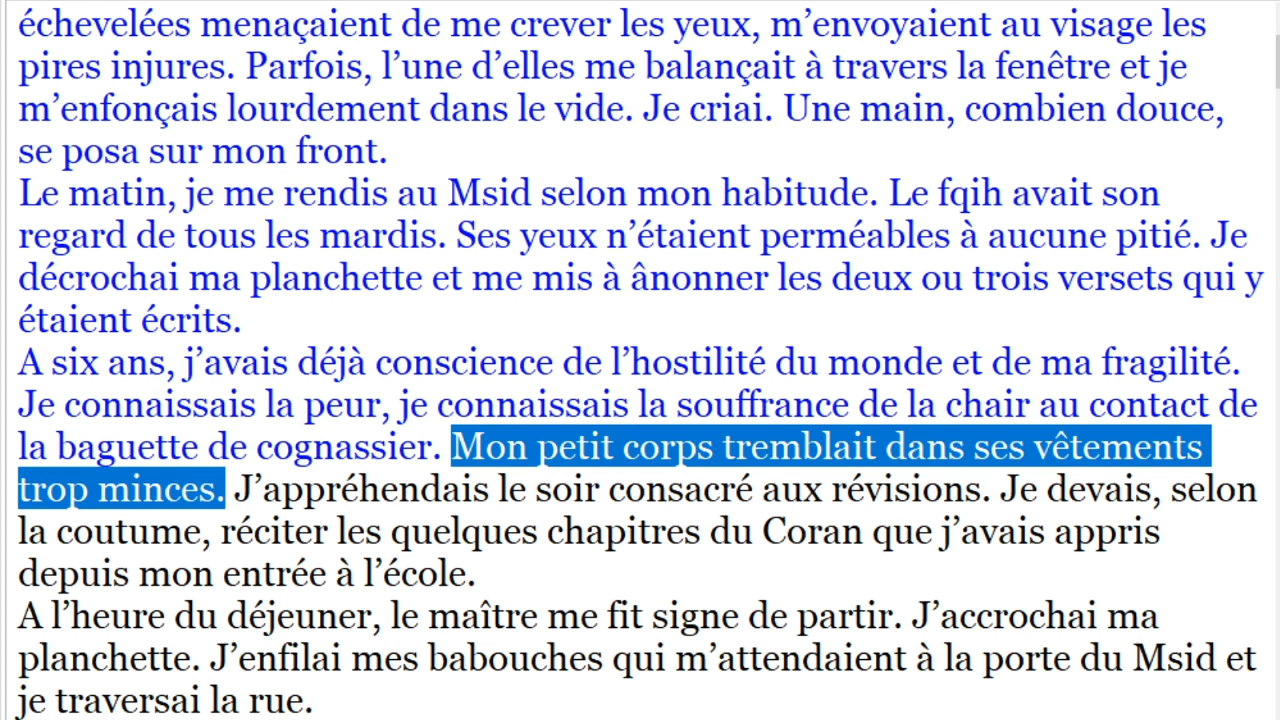 échevelées menaçaient de me crever les yeux, m’envoyaient au visage les
pires injures. Parfois, l’une d’elles me balançait à travers la fenêtre et je
m’enfonçais lourdement dans le vide. Je criai. Une main, combien douce,
se posa sur mon front.
Le matin, je me rendis au Msid selon mon habitude. Le fqih avait son
regard de tous les mardis. Ses yeux n’étaient perméables à aucune pitié. Je
décrochai ma planchette et me mis à ânonner les deux ou trois versets qui y
étaient écrits.
A six ans, j’avais déjà conscience de l’hostilité du monde et de ma fragilité.
Je connaissais la peur, je connaissais la souffrance de la chair au contact de
la baguette de cognassier. Mon petit corps tremblait dans ses vêtements
trop minces. J’appréhendais le soir consacré aux révisions. Je devais, selon
la coutume, réciter les quelques chapitres du Coran que j’avais appris
depuis mon entrée à l’école.
A l’heure du déjeuner, le maître me fit signe de partir. J’accrochai ma
planchette. J’enfilai mes babouches qui m’attendaient à la porte du Msid et
je traversai la rue.